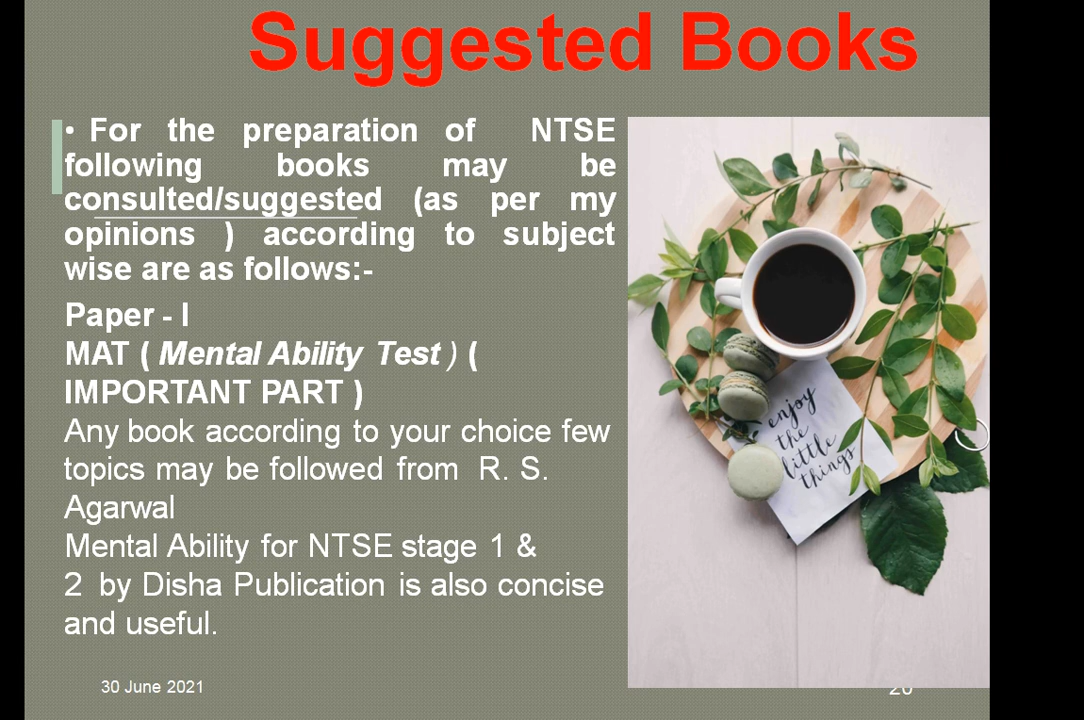 Suggested Books
• For the preparation of NTSE
following books may be
consulted/suggested (as per my
opinions ) according to subject
wise are as follows:-
Paper - I
MAT ( Mental Ability Test ) (
IMPORTANT PART )
Any book according to your choice few
topics may be followed from R. S.
Agarwal
Mental Ability for NTSE stage 1 &
2 by Disha Publication is also concise
and useful.
enjoy
the
little
things
30 June 2021
20